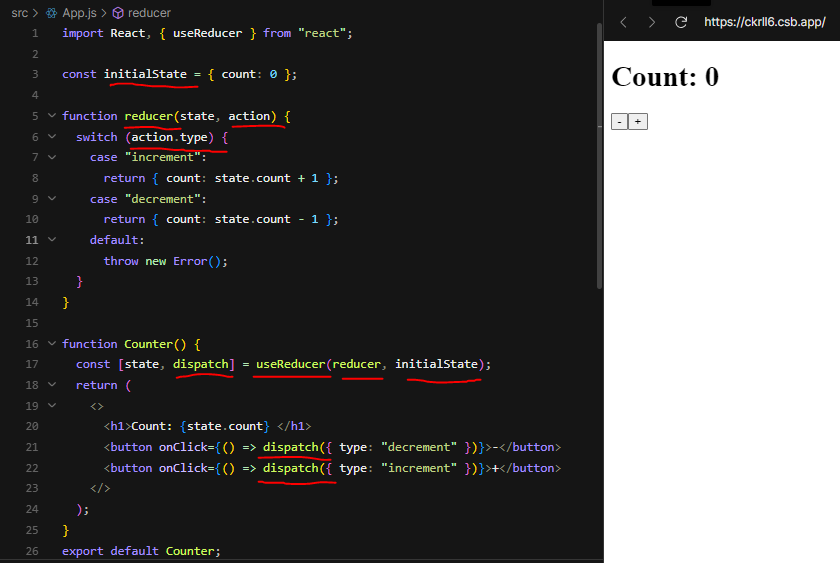 src > App.js > reducer
1 import React, { useReducer } from "react";
2
3 const initialState = { count: 0 };
4
5 function reducer(state, action) {
6 switch (action.type) {
7 case "increment":
8 return { count: state.count + 1 };
9 case "decrement":
10 return { count: state.count - 1 };
11 default:
12 throw new Error();
13 }
14 }
15
16 function Counter() {
17 const [state, dispatch] = useReducer(reducer, initialState);
18 return (
19 <>
20 <h1>Count: {state.count} </h1>
21 <button onClick={() => dispatch({ type: "decrement" })}>-</button>
22 <button onClick={() => dispatch({ type: "increment" })}>+</button>
23 </>
24 );
25 }
26 export default Counter;
https://ckrll6.csb.app/
Count: 0
- +